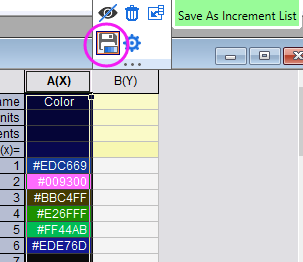 Save As Increment List
A(X) B(Y)
ame Color
nits
ents
(x)=
1 #EDC669
2 #009300
3 #BBC4FF
4 #E26FFF
5 #FF44AB
6 #EDE76D